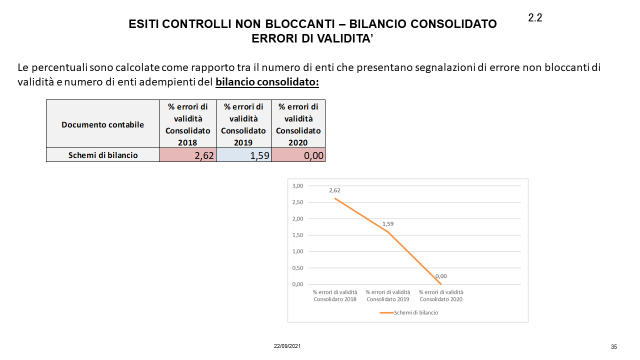 2.2
ESITI CONTROLLI NON BLOCCANTI – BILANCIO CONSOLIDATO
ERRORI DI VALIDITA’
Le percentuali sono calcolate come rapporto tra il numero di enti che presentano segnalazioni di errore non bloccanti di
validità e numero di enti adempienti del bilancio consolidato:
Documento contabile
% errori di
validità
Consolidato
2018
% errori di
validità
Consolidato
2019
% errori di
validità
Consolidato
2020
Schemi di bilancio 2,62 1,59 0,00
3,00
2,50
2,00
1,50
1,00
0,50
0,00
2,62
1,59
0,00
% errori di validità
Consolidato 2018
% errori di validità
Consolidato 2019
% errori di validità
Consolidato 2020
Schemi di bilancio
22/09/2021
35